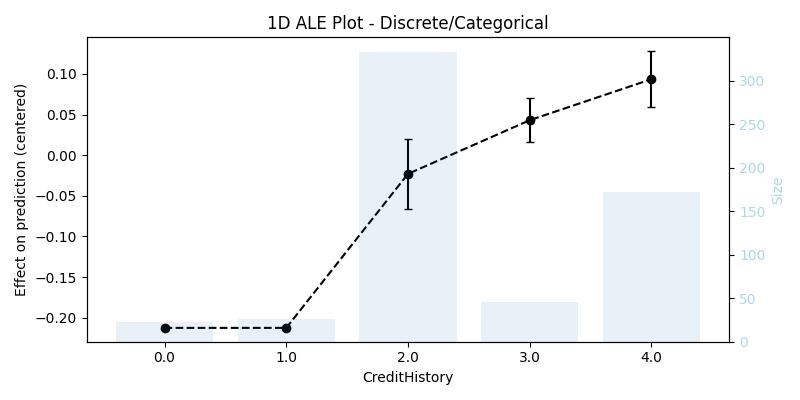 1D ALE Plot - Discrete/Categorical
Effect on prediction (centered)
0.10
0.05
0.00
−0.05
−0.10
−0.15
−0.20
300
250
200
150
100
50
0
Size
0.0 1.0 2.0 3.0 4.0
CreditHistory